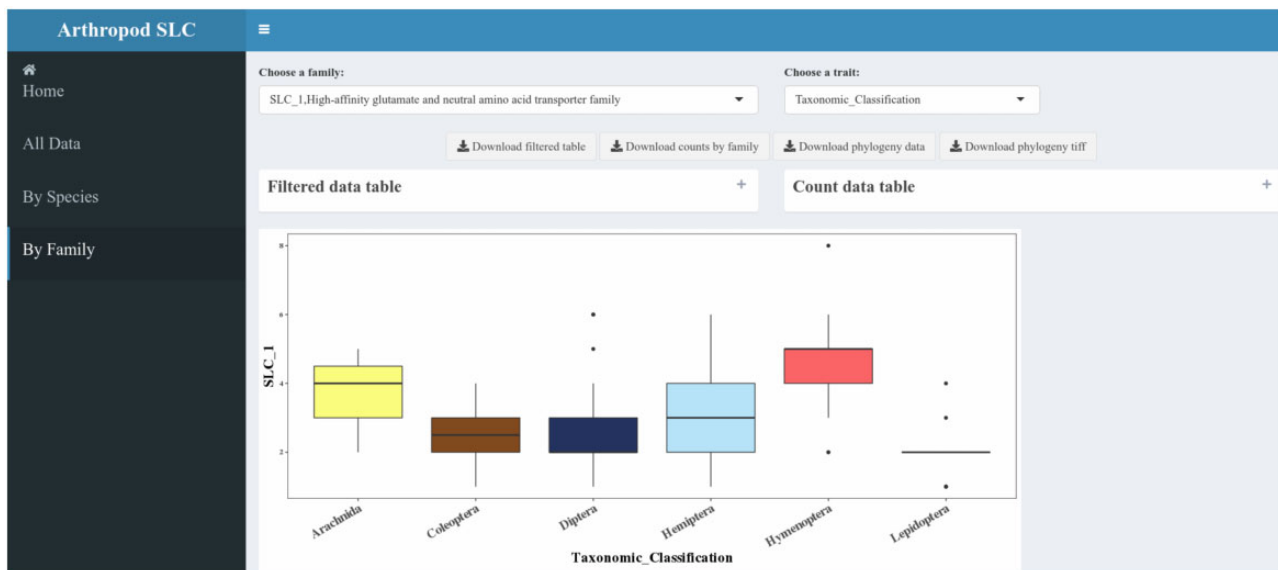 Arthropod SLC
Home
All Data
By Species
By Family
Choose a family:
SLC_1,High-affinity glutamate and neutral amino acid transporter family
Choose a trait:
Taxonomic_Classification
Download filtered table
Download counts by family
Download phylogeny data
Download phylogeny tiff
Filtered data table
+
Count data table
+
SLC_1
8
6
4
2
Arachnida
Coleoptera
Diptera
Hemiptera
Hymenoptera
Lepidoptera
Taxonomic_Classification